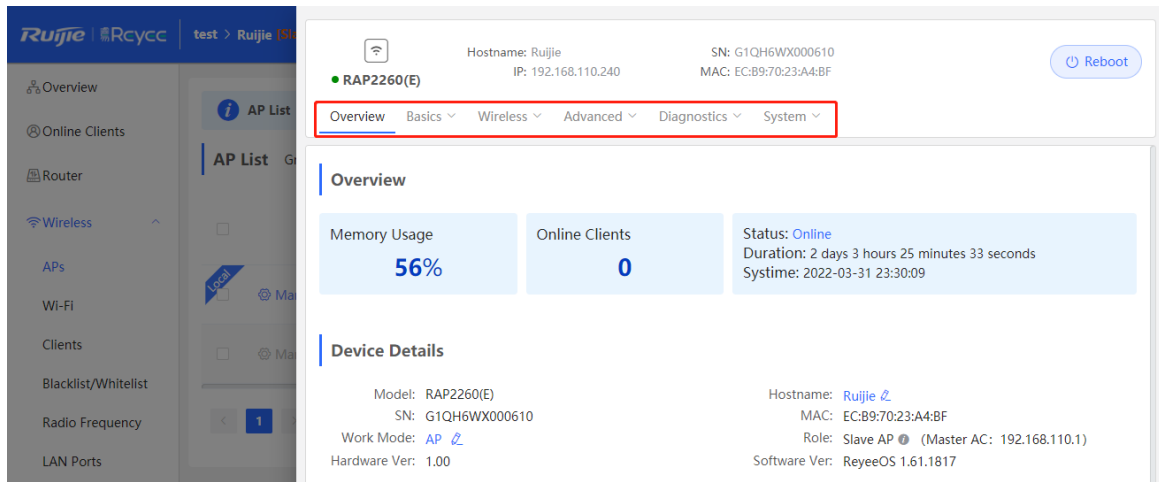 Ruijie | Rcycc
test > Ruijie [Sla
Overview
Online Clients
Router
Wireless
APs
Wi-Fi
Clients
Blacklist/Whitelist
Radio Frequency
LAN Ports
AP List
AP List
Local
1
RAP2260(E)
Hostname: Ruijie
SN: G1QH6WX000610
IP: 192.168.110.240
MAC: EC:B9:70:23:A4:BF
Reboot
Overview Basics Wireless Advanced Diagnostics System
Overview
Memory Usage
56%
Online Clients
0
Status: Online
Duration: 2 days 3 hours 25 minutes 33 seconds
Systime: 2022-03-31 23:30:09
Device Details
Model: RAP2260(E)
Hostname: Ruijie
SN: G1QH6WX000610
MAC: EC:B9:70:23:A4:BF
Work Mode: AP
Role: Slave AP (Master AC: 192.168.110.1)
Hardware Ver: 1.00
Software Ver: ReyeeOS 1.61.1817